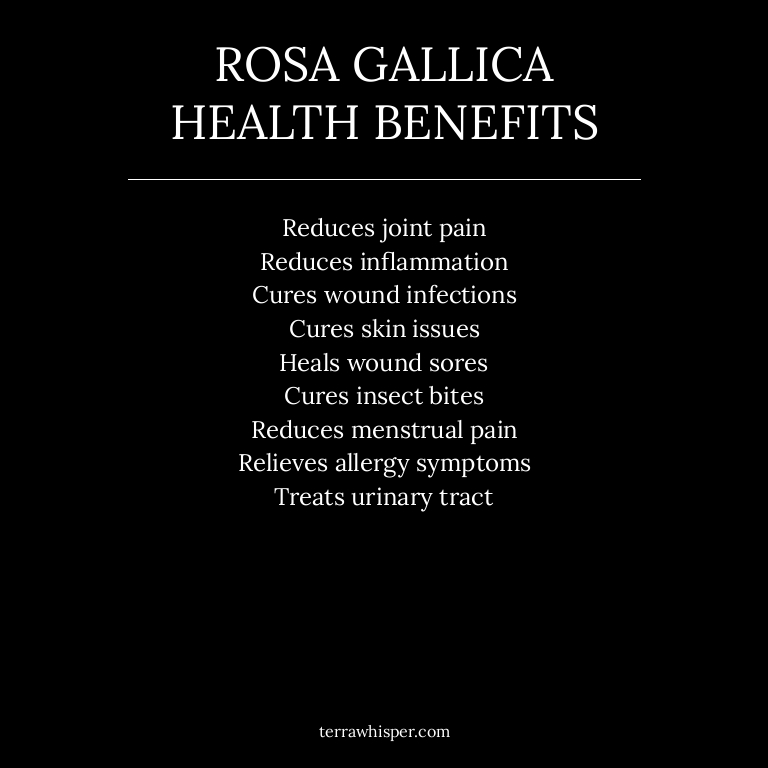 ROSA GALLICA
HEALTH BENEFITS
Reduces joint pain
Reduces inflammation
Cures wound infections
Cures skin issues
Heals wound sores
Cures insect bites
Reduces menstrual pain
Relieves allergy symptoms
Treats urinary tract
terrawhisper.com